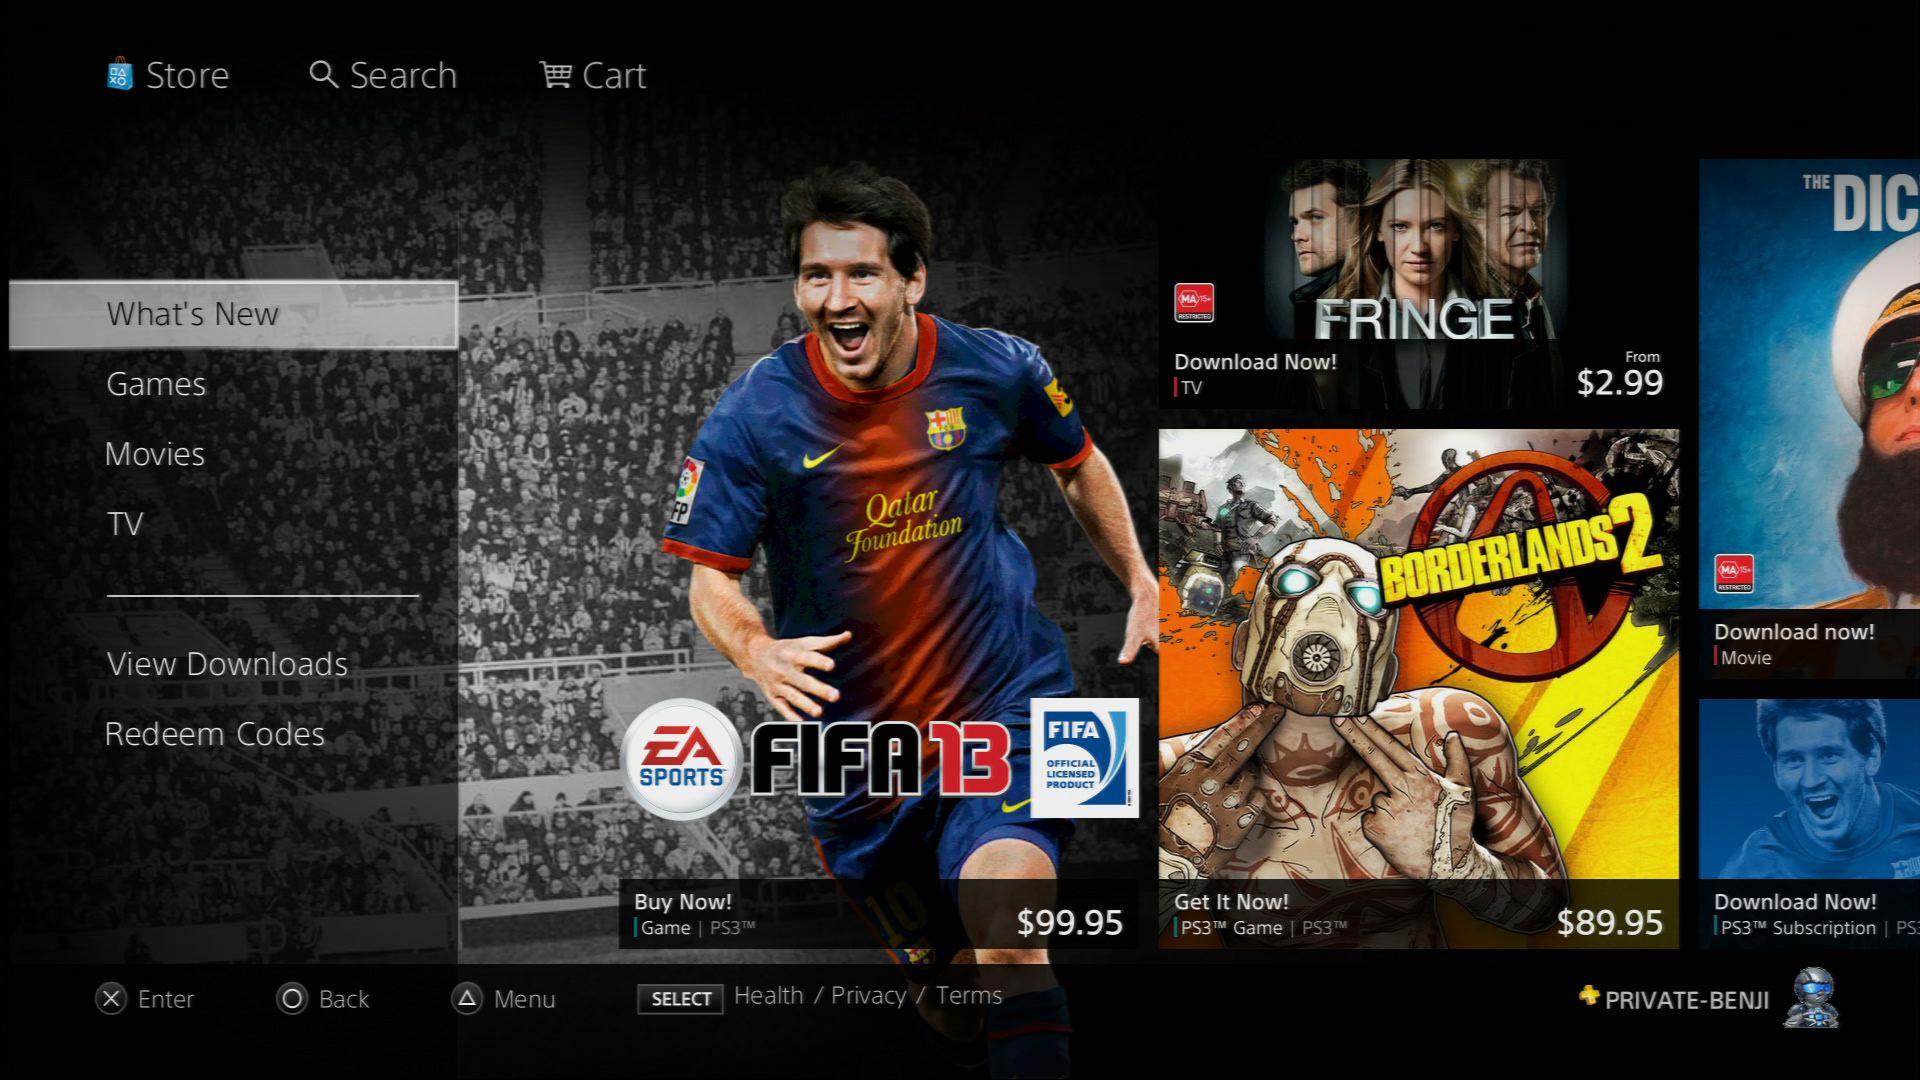 Store
Search
Cart
What's New
Games
Movies
TV
View Downloads
Redeem Codes
FP
Qatar
Foundation
10
EA
SPORTS
FIFA 13
FIFA
OFFICIAL
LICENSED
PRODUCT
Buy Now!
Game | PS3™
$99.95
MA 15+
RESTRICTED
FRINGE
Download Now!
TV
From
$2.99
BORDERLANDS 2
Get It Now!
PS3™ Game | PS3™
$89.95
THE DIC
MA 15+
RESTRICTED
Download now!
Movie
Download Now!
PS3™ Subscription | PS3
Enter
Back
Menu
SELECT Health / Privacy / Terms
PRIVATE-BENJI